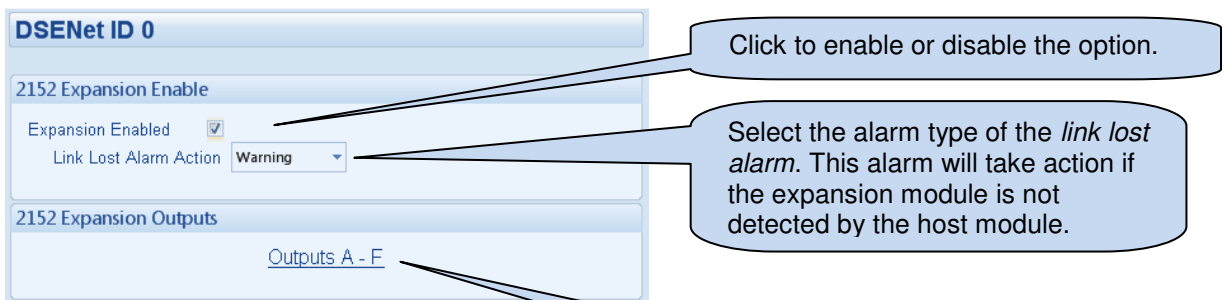 DSENet ID 0
Click to enable or disable the option.
2152 Expansion Enable
Expansion Enabled
Link Lost Alarm Action Warning
Select the alarm type of the link lost
alarm. This alarm will take action if
the expansion module is not
detected by the host module.
2152 Expansion Outputs
Outputs A - F